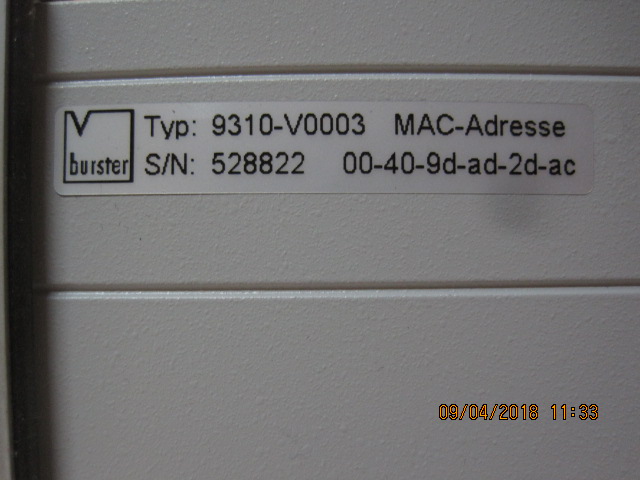 burster
Typ: 9310-V0003 MAC-Adresse
S/N: 528822 00-40-9d-ad-2d-ac
09/04/2018 11:33